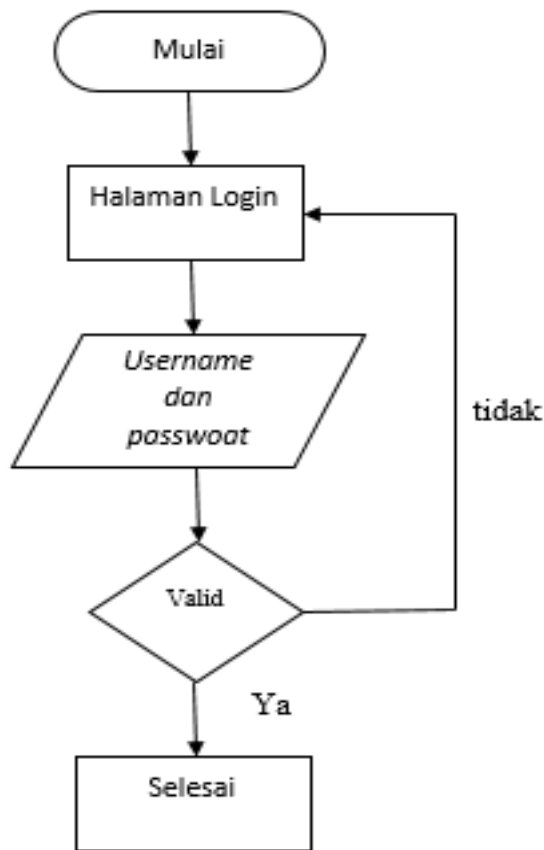 Mulai
Halaman Login
Username
dan
passwoat
tidak
Valid
Ya
Selesai